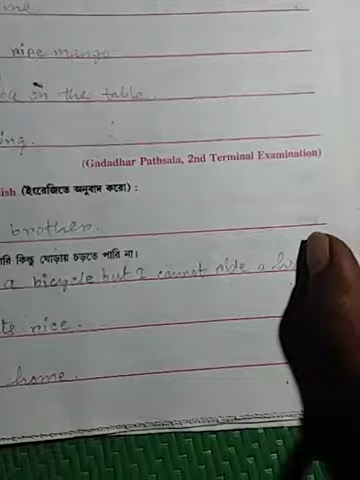 me
ripe mango
on the table.
ing.
(Gadadhar Pathsala, 2nd Terminal Examination)
ish (ইংরেজিতে অনুবাদ করো) :
brother.
পারি কিন্তু ঘোড়ায় চড়তে পারি না।
a bicycle but I cannot ride a
rice.
home.